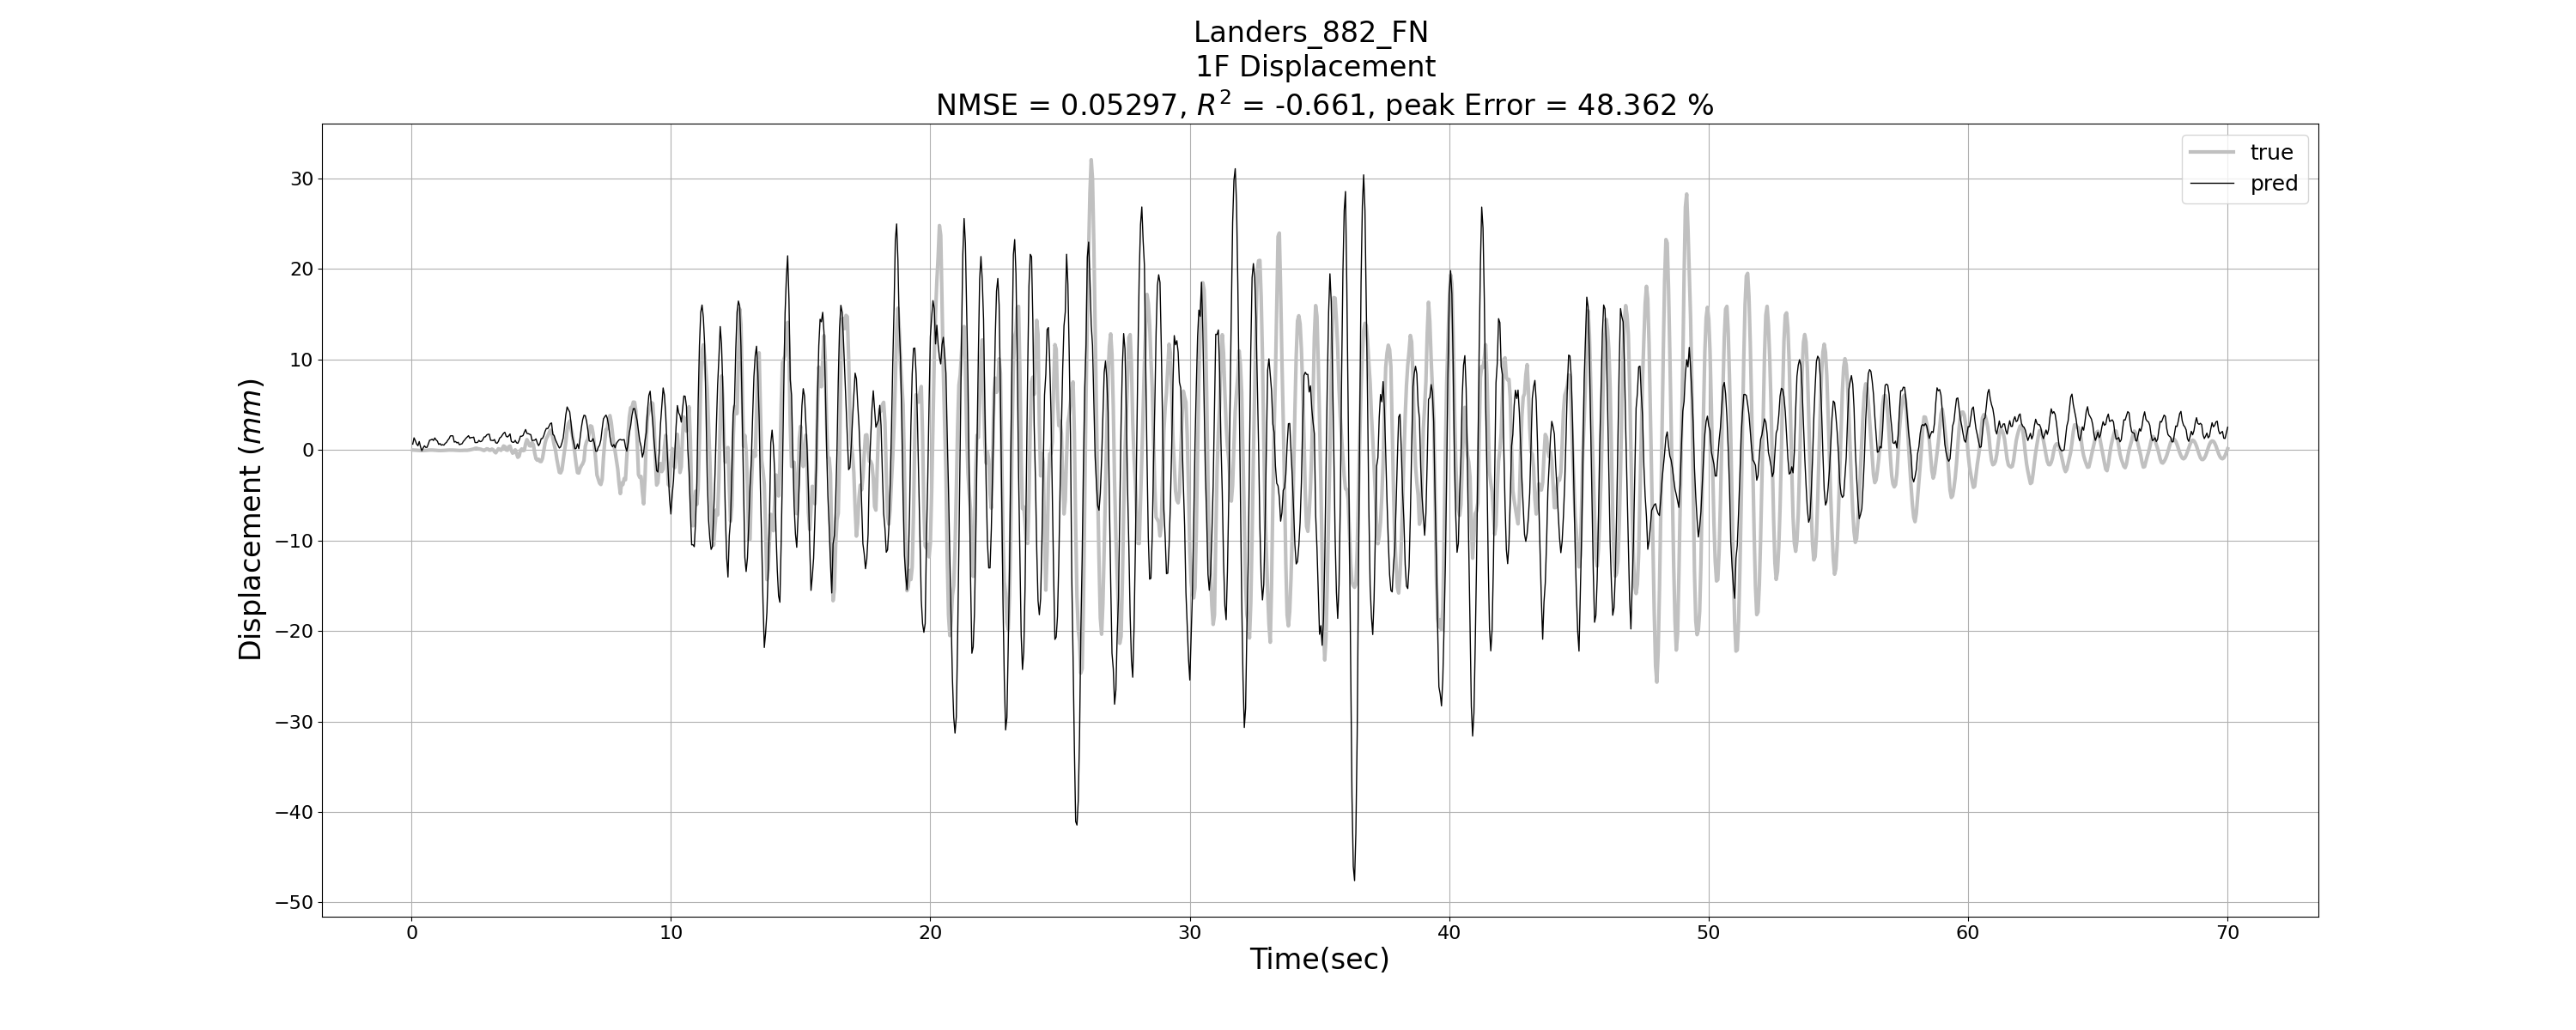 Landers_882_FN
1F Displacement
NMSE = 0.05297, R² = -0.661, peak Error = 48.362 %
true
pred
30
20
10
0
−10
−20
−30
−40
−50
Displacement (mm)
0 10 20 30 40 50 60 70
Time(sec)